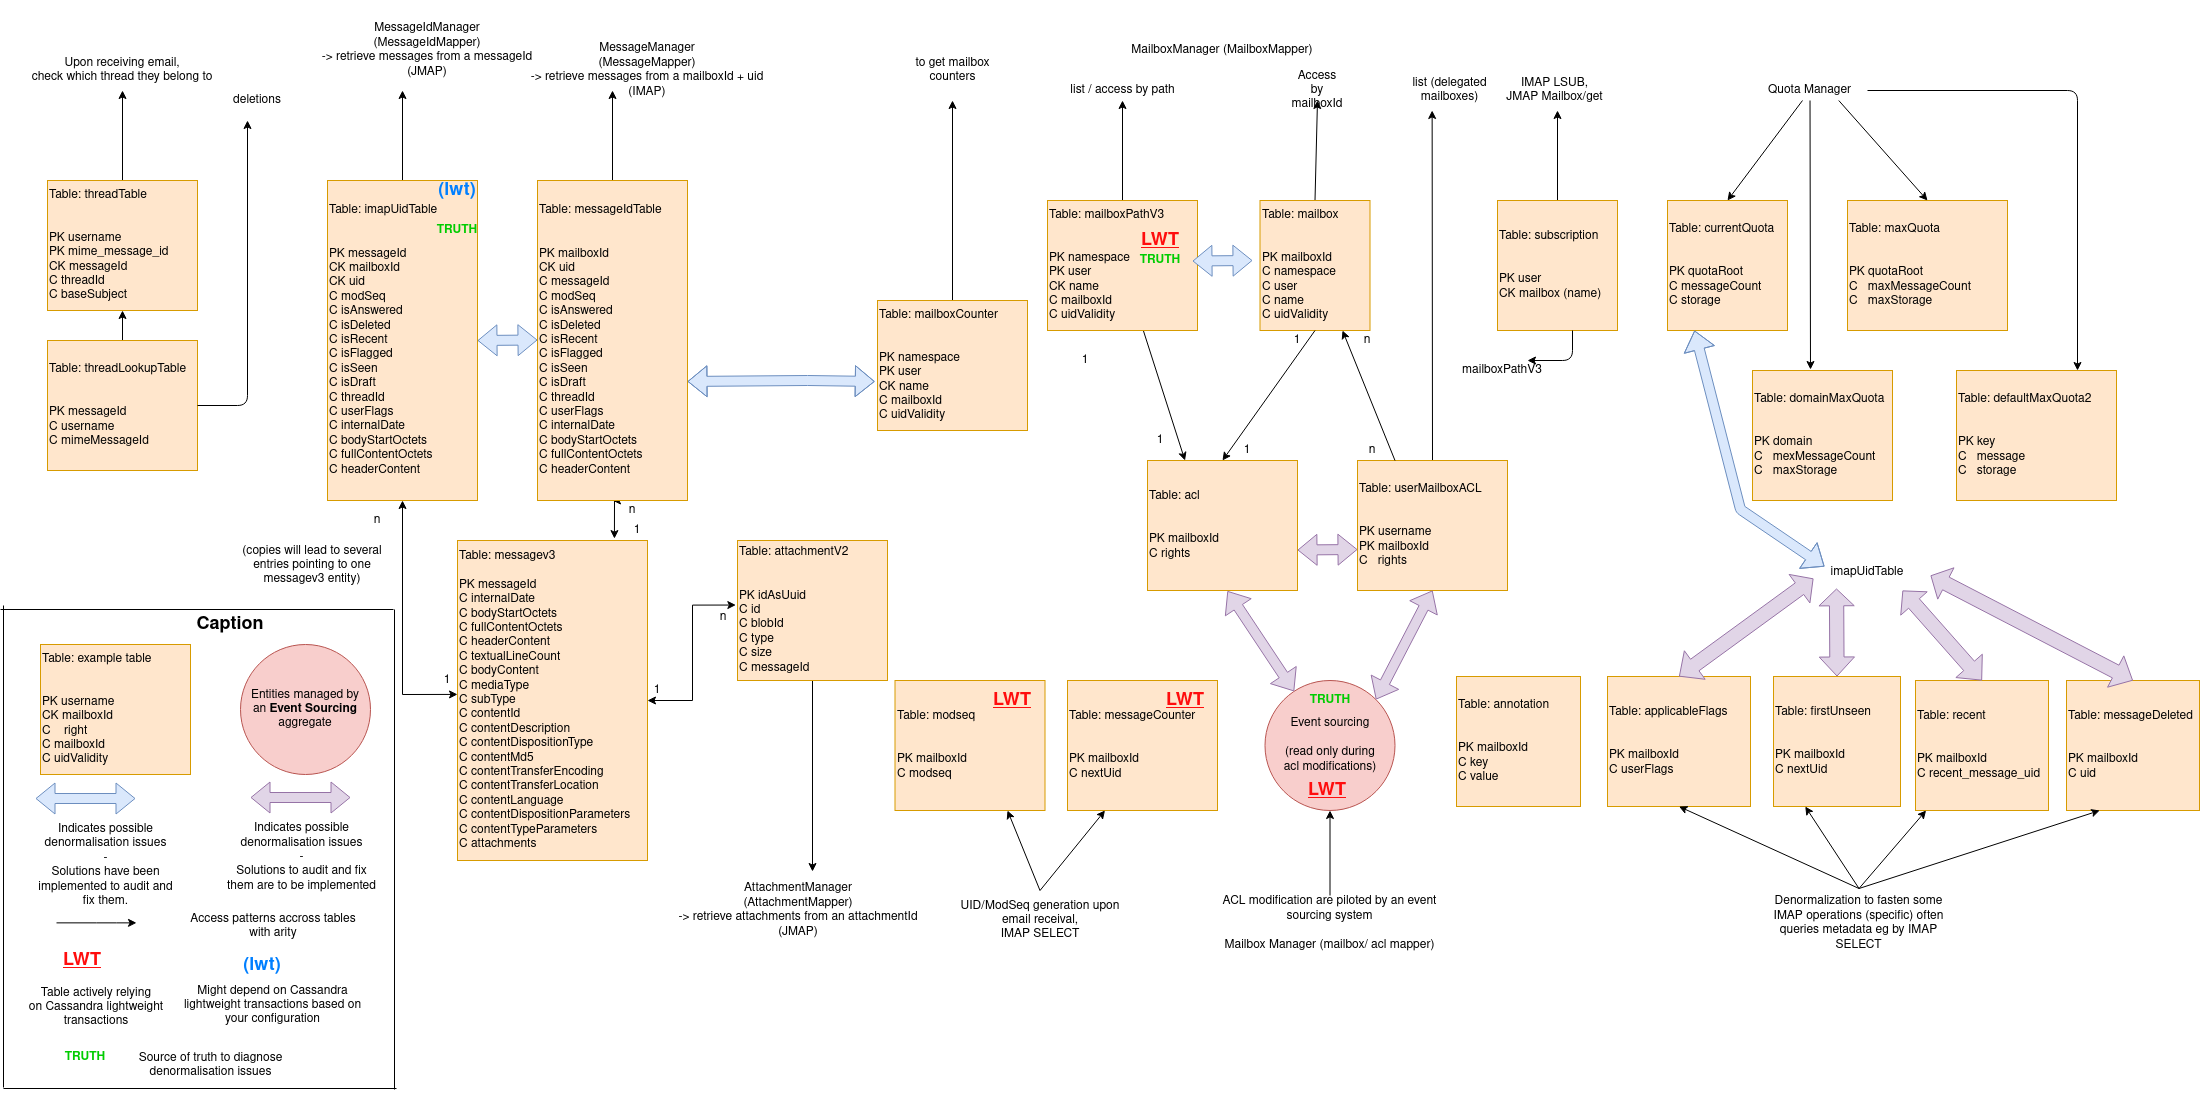 MessageIdManager
(MessageIdMapper)
-> retrieve messages from a messageId
(JMAP)
MessageManager
(MessageMapper)
-> retrieve messages from a mailboxId + uid
(IMAP)
MailboxManager (MailboxMapper)
Upon receiving email,
check which thread they belong to
deletions
to get mailbox
counters
list / access by path
Access
by
mailboxId
list (delegated
mailboxes)
IMAP LSUB,
JMAP Mailbox/get
Quota Manager
Table: threadTable
PK username
PK mime_message_id
CK messageId
C threadId
C baseSubject
Table: threadLookupTable
PK messageId
C username
C mimeMessageId
(lwt)
Table: imapUidTable
TRUTH
PK messageId
CK mailboxId
CK uid
C modSeq
C isAnswered
C isDeleted
C isRecent
C isFlagged
C isSeen
C isDraft
C threadId
C userFlags
C internalDate
C bodyStartOctets
C fullContentOctets
C headerContent
Table: messageIdTable
PK mailboxId
CK uid
C messageId
C modSeq
C isAnswered
C isDeleted
C isRecent
C isFlagged
C isSeen
C isDraft
C threadId
C userFlags
C internalDate
C bodyStartOctets
C fullContentOctets
C headerContent
Table: mailboxCounter
PK namespace
PK user
CK name
C mailboxId
C uidValidity
Table: mailboxPathV3
LWT
TRUTH
PK namespace
PK user
CK name
C mailboxId
C uidValidity
Table: mailbox
PK mailboxId
C namespace
C user
C name
C uidValidity
Table: subscription
PK user
CK mailbox (name)
mailboxPathV3
Table: currentQuota
PK quotaRoot
C messageCount
C storage
Table: maxQuota
PK quotaRoot
C maxMessageCount
C maxStorage
Table: domainMaxQuota
PK domain
C mexMessageCount
C maxStorage
Table: defaultMaxQuota2
PK key
C message
C storage
1
1
1
1
n
n
Table: acl
PK mailboxId
C rights
Table: userMailboxACL
PK username
PK mailboxId
C rights
n
n
1
(copies will lead to several
entries pointing to one
messagev3 entity)
1
Table: messagev3
PK messageId
C internalDate
C bodyStartOctets
C fullContentOctets
C headerContent
C textualLineCount
C bodyContent
C mediaType
C subType
C contentId
C contentDescription
C contentDispositionType
C contentMd5
C contentTransferEncoding
C contentTransferLocation
C contentLanguage
C contentDispositionParameters
C contentTypeParameters
C attachments
n
1
Table: attachmentV2
PK idAsUuid
C id
C blobId
C type
C size
C messageId
AttachmentManager
(AttachmentMapper)
-> retrieve attachments from an attachmentId
(JMAP)
LWT
Table: modseq
PK mailboxId
C modseq
LWT
Table: messageCounter
PK mailboxId
C nextUid
UID/ModSeq generation upon
email receival,
IMAP SELECT
TRUTH
Event sourcing
(read only during
acl modifications)
LWT
ACL modification are piloted by an event
sourcing system
Mailbox Manager (mailbox/ acl mapper)
Table: annotation
PK mailboxId
C key
C value
imapUidTable
Table: applicableFlags
PK mailboxId
C userFlags
Table: firstUnseen
PK mailboxId
C nextUid
Table: recent
PK mailboxId
C recent_message_uid
Table: messageDeleted
PK mailboxId
C uid
Denormalization to fasten some
IMAP operations (specific) often
queries metadata eg by IMAP
SELECT
Caption
Table: example table
PK username
CK mailboxId
C right
C mailboxId
C uidValidity
Entities managed by
an Event Sourcing
aggregate
Indicates possible
denormalisation issues
-
Solutions have been
implemented to audit and
fix them.
Indicates possible
denormalisation issues
-
Solutions to audit and fix
them are to be implemented
Access patterns accross tables
with arity
LWT
Table actively relying
on Cassandra lightweight
transactions
(lwt)
Might depend on Cassandra
lightweight transactions based on
your configuration
TRUTH
Source of truth to diagnose
denormalisation issues